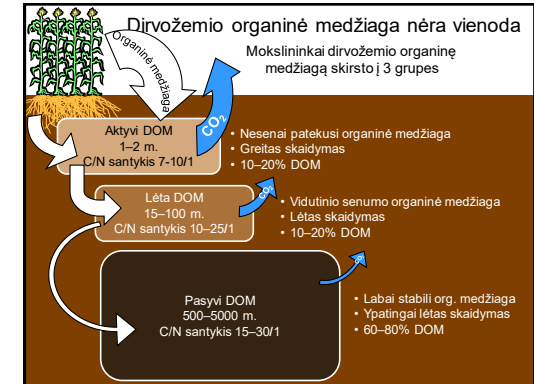 Dirvožemio organinė medžiaga nėra vienoda
Mokslininkai dirvožemio organinę
medžiagą skirsto į 3 grupes
Organinė medžiaga
CO2
Aktyvi DOM
1–2 m.
C/N santykis 7-10/1
• Nesenai patekusi organinė medžiaga
• Greitas skaidymas
• 10–20% DOM
CO2
Lėta DOM
15–100 m.
C/N santykis 10–25/1
• Vidutinio senumo organinė medžiaga
• Lėtas skaidymas
• 10–20% DOM
Pasyvi DOM
500–5000 m.
C/N santykis 15–30/1
• Labai stabili org. medžiaga
• Ypatingai lėtas skaidymas
• 60–80% DOM